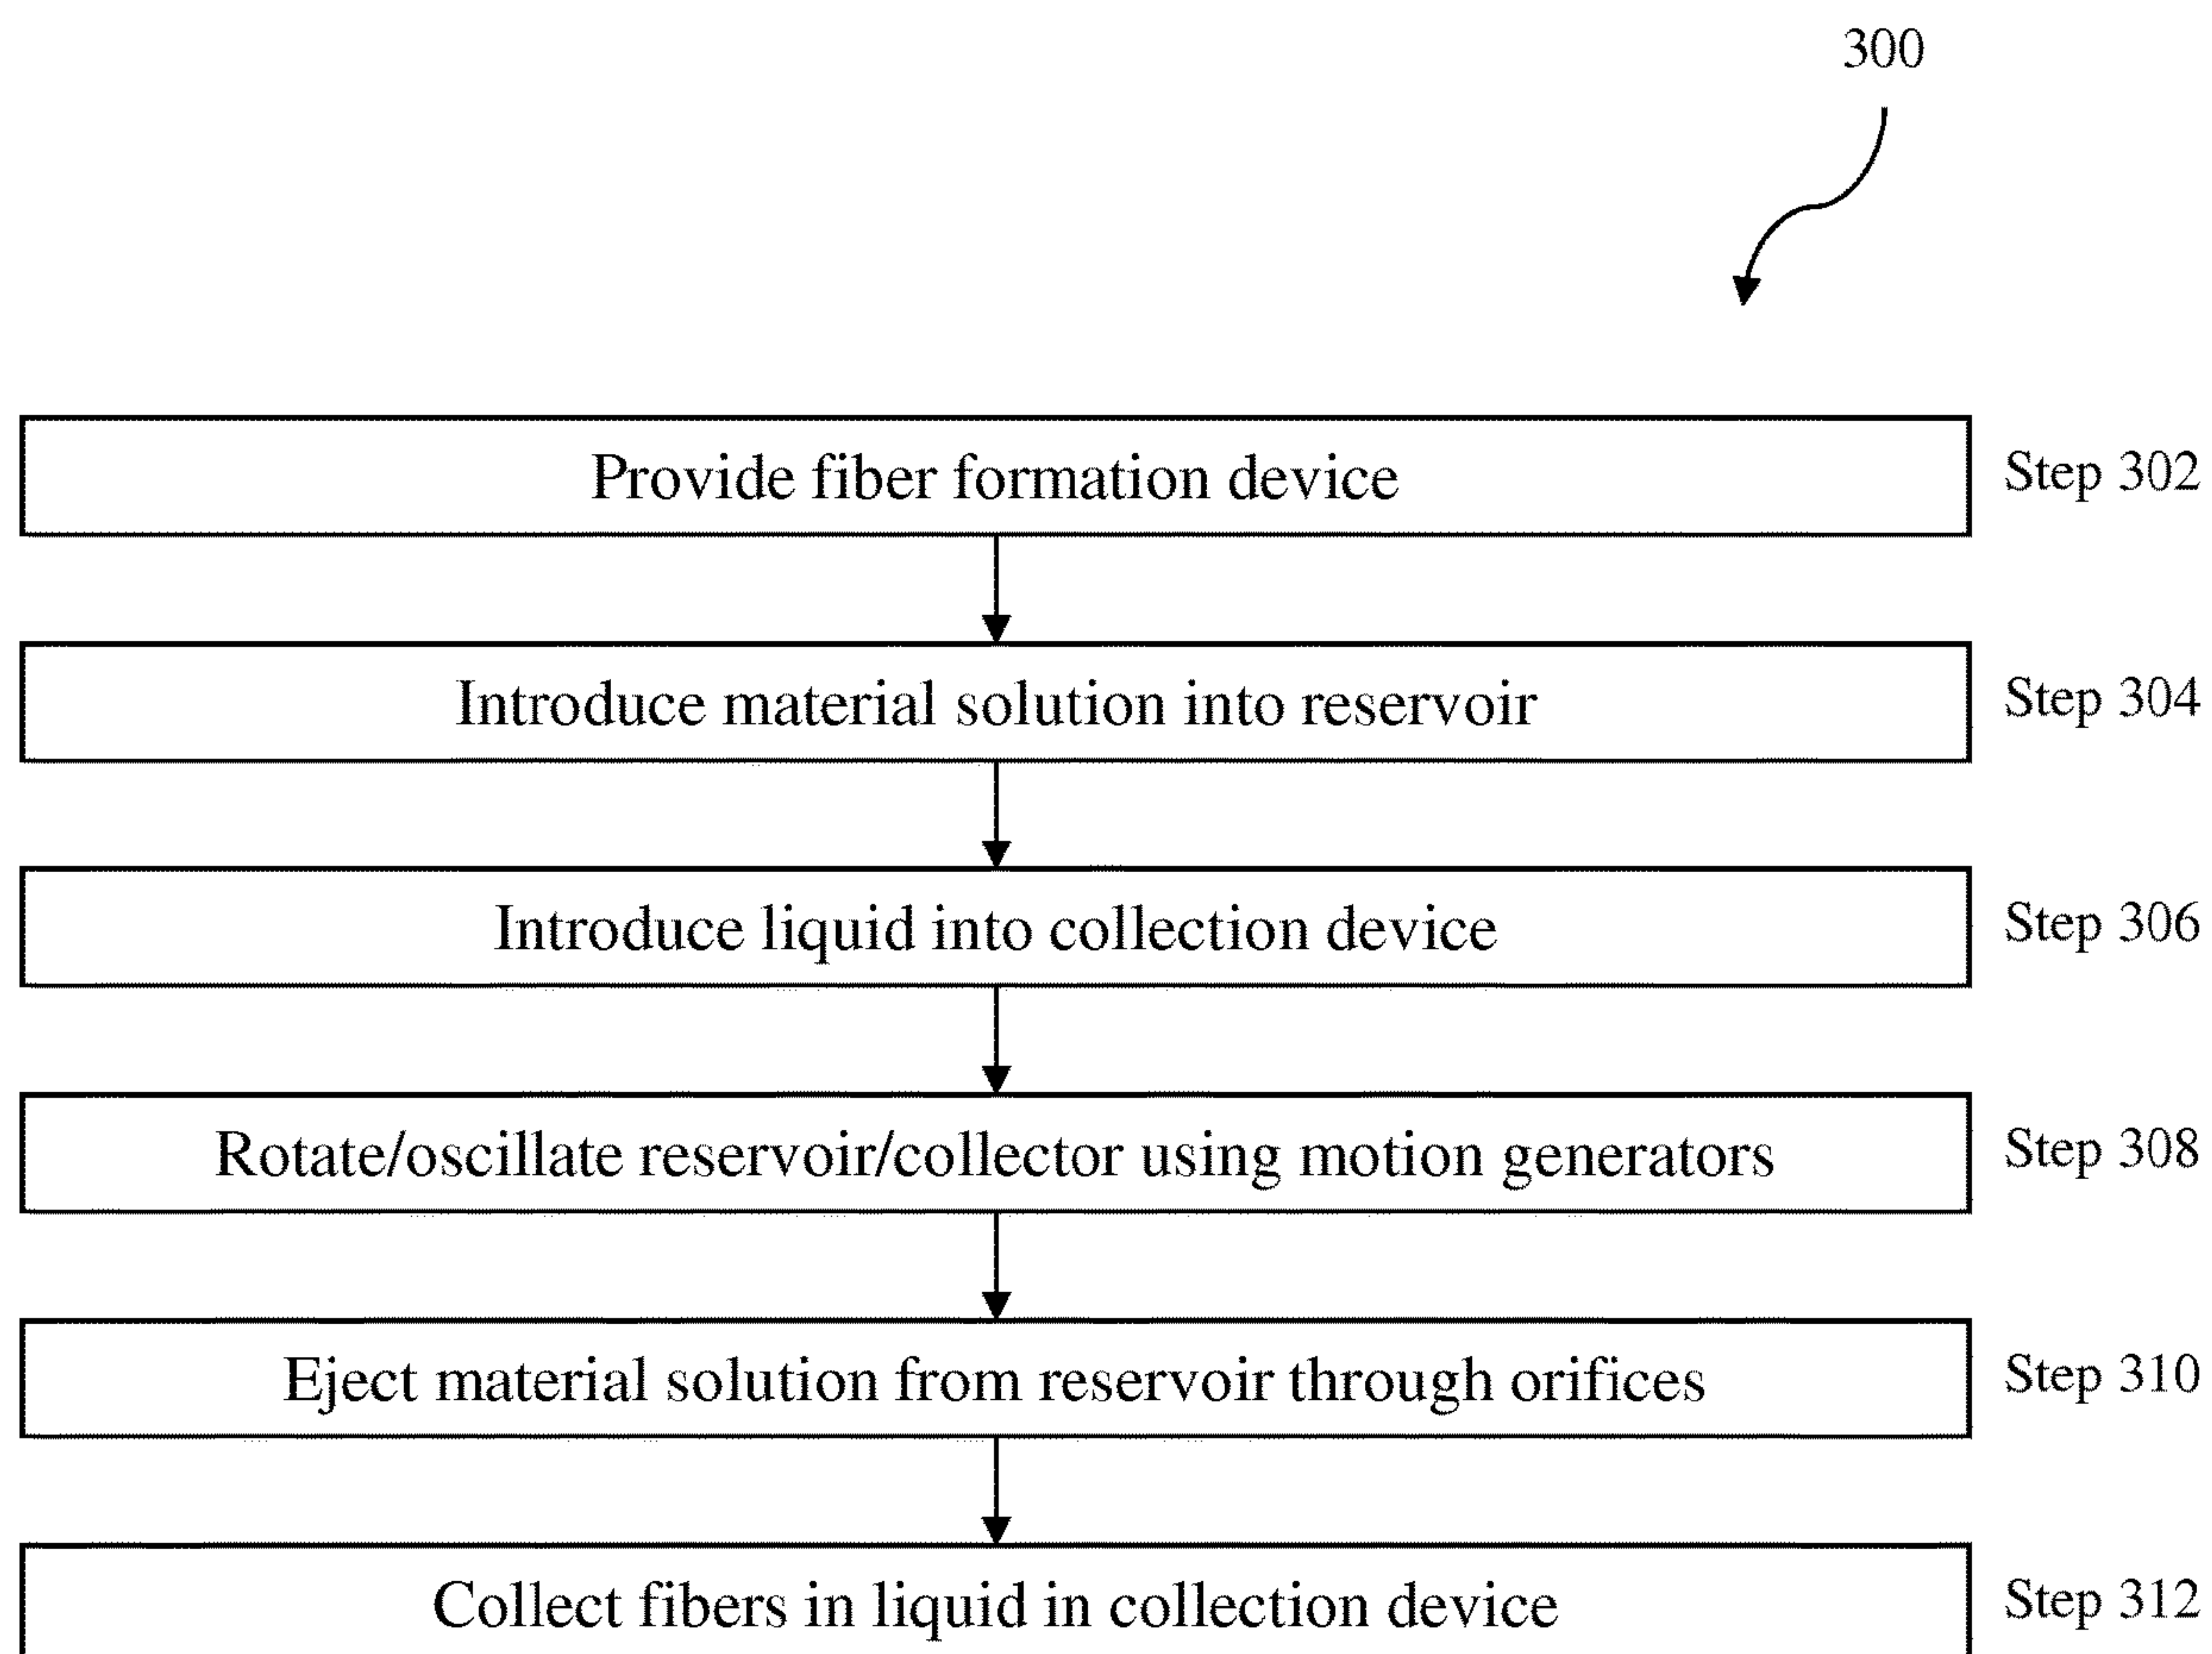 300
Provide fiber formation device Step 302
Introduce material solution into reservoir Step 304
Introduce liquid into collection device Step 306
Rotate/oscillate reservoir/collector using motion generators Step 308
Eject material solution from reservoir through orifices Step 310
Collect fibers in liquid in collection device Step 312